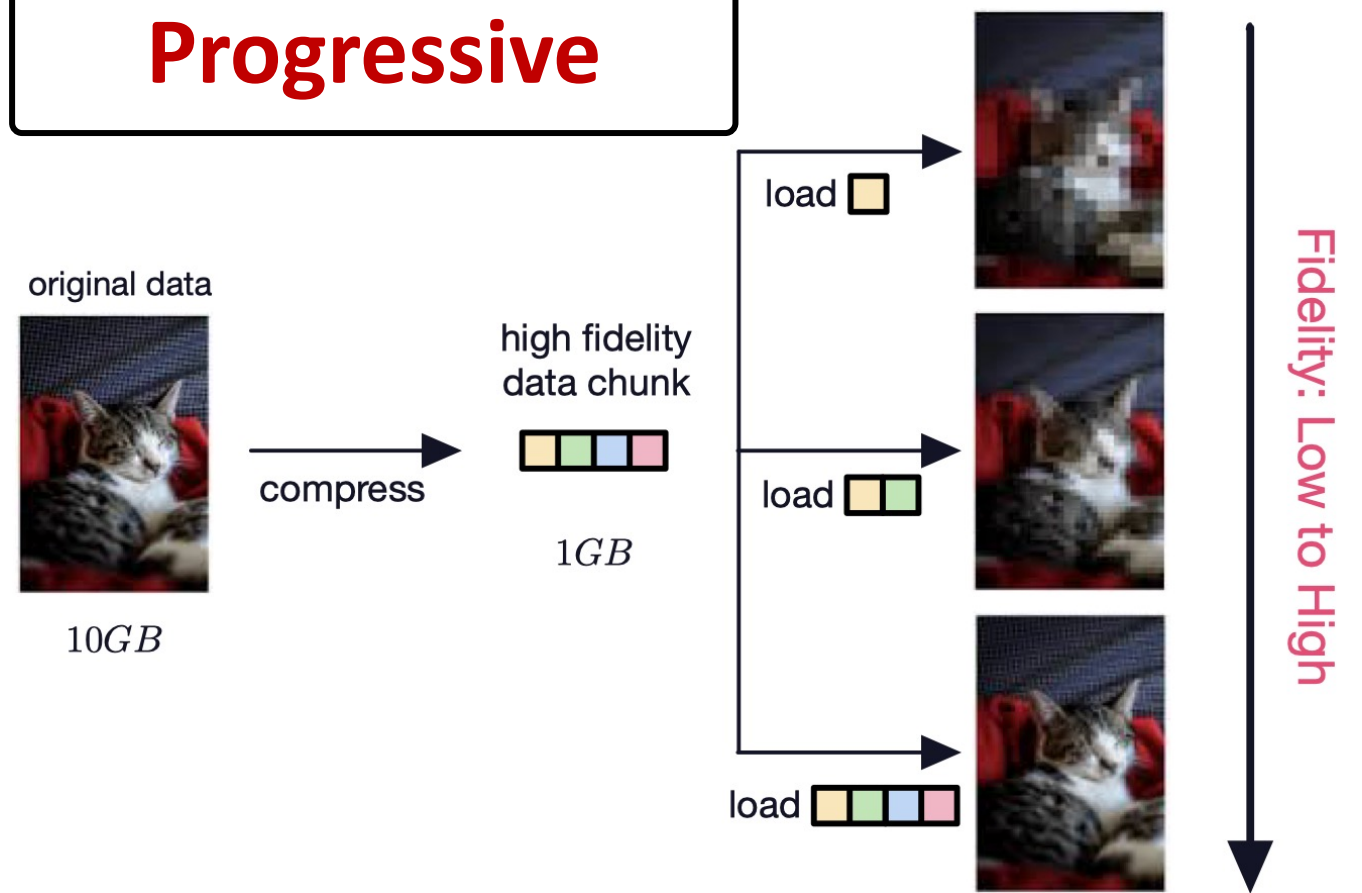 Progressive
original data
10GB
compress
high fidelity
data chunk
1GB
load
load
load
Fidelity: Low to High